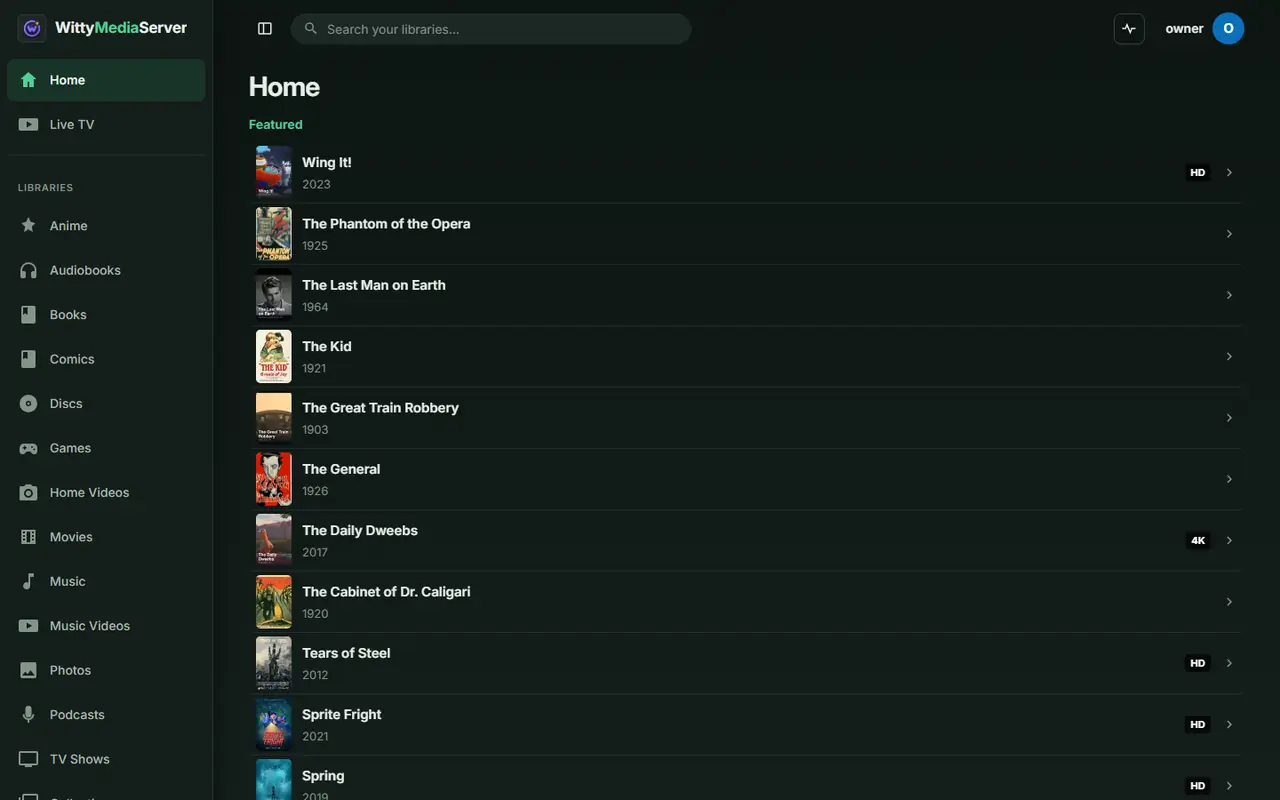 WittyMediaServer
Search your libraries...
owner
O
Home
Live TV
LIBRARIES
Anime
Audiobooks
Books
Comics
Discs
Games
Home Videos
Movies
Music
Music Videos
Photos
Podcasts
TV Shows
Home
Featured
Wing It!
2023
HD
The Phantom of the Opera
1925
The Last Man on Earth
1964
The Kid
1921
The Great Train Robbery
1903
The General
1926
The Daily Dweebs
2017
4K
The Cabinet of Dr. Caligari
1920
Tears of Steel
2012
HD
Sprite Fright
2021
HD
Spring
2019
HD